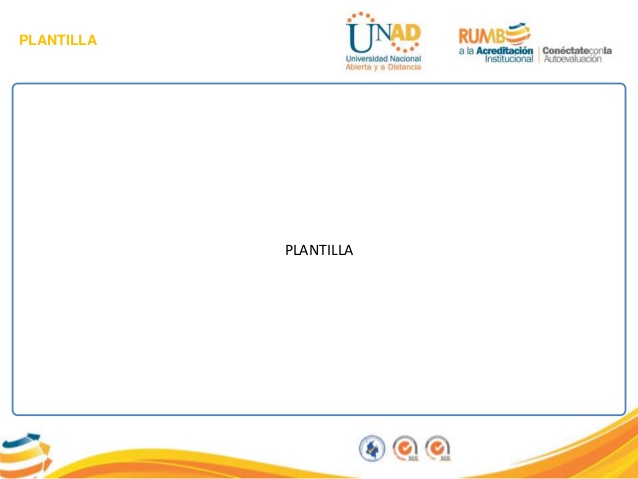 PLANTILLA
UNAD
Universidad Nacional
Abierta y a Distancia
RUMBO
a la Acreditación
Institucional
Conéctateconla
Autoevaluación
PLANTILLA